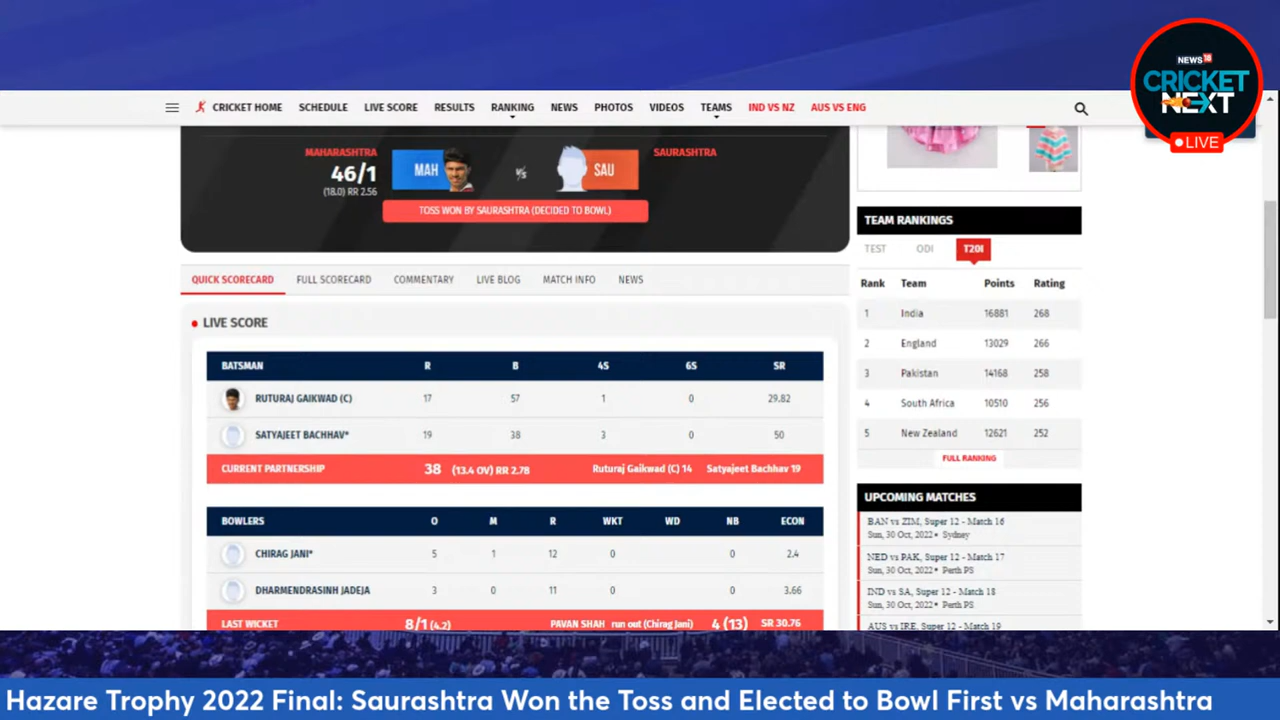 NEWS 18
CRICKET
NEXT
LIVE
CRICKET HOME SCHEDULE LIVE SCORE RESULTS RANKING NEWS PHOTOS VIDEOS TEAMS IND VS NZ AUS VS ENG
MAHARASHTRA
46/1
(18.0) RR 2.56
MAH
V/S
SAU
SAURASHTRA
TOSS WON BY SAURASHTRA (DECIDED TO BOWL)
QUICK SCORECARD FULL SCORECARD COMMENTARY LIVE BLOG MATCH INFO NEWS
LIVE SCORE
BATSMAN R B 4S 6S SR
RUTURAJ GAIKWAD (C) 17 57 1 0 29.82
SATYAJEET BACHHAV* 19 38 3 0 50
CURRENT PARTNERSHIP 38 (13.4 OV) RR 2.78 Ruturaj Gaikwad (C) 14 Satyajeet Bachhav 19
BOWLERS O M R WKT WD NB ECON
CHIRAG JANI* 5 1 12 0 0 2.4
DHARMENDRASINH JADEJA 3 0 11 0 0 3.66
LAST WICKET 8/1 (4.2) PAVAN SHAH run out (Chirag Jani) 4 (13) SR 30.76
TEAM RANKINGS
TEST ODI T20I
Rank Team Points Rating
1 India 16881 268
2 England 13029 266
3 Pakistan 14168 258
4 South Africa 10510 256
5 New Zealand 12621 252
FULL RANKING
UPCOMING MATCHES
BAN vs ZIM, Super 12 - Match 16
Sun, 30 Oct, 2022• Sydney
NED vs PAK, Super 12 - Match 17
Sun, 30 Oct, 2022• Perth PS
IND vs SA, Super 12 - Match 18
Sun, 30 Oct, 2022• Perth PS
AUS vs IRE, Super 12 - Match 19
Hazare Trophy 2022 Final: Saurashtra Won the Toss and Elected to Bowl First vs Maharashtra